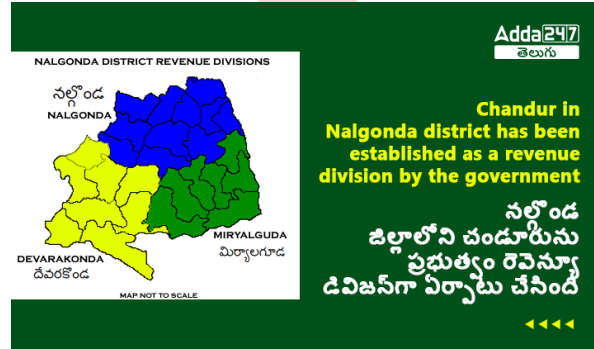 Adda247
తెలుగు
NALGONDA DISTRICT REVENUE DIVISIONS
నల్గొండ
NALGONDA
MIRYALGUDA
మిర్యాలగూడ
DEVARAKONDA
దేవరకొండ
MAP NOT TO SCALE
Chandur in
Nalgonda district has been
established as a revenue
division by the government
నల్గొండ
జిల్లాలోని చండూరును
ప్రభుత్వం రెవెన్యూ
డివిజన్‌గా ఏర్పాటు చేసింది